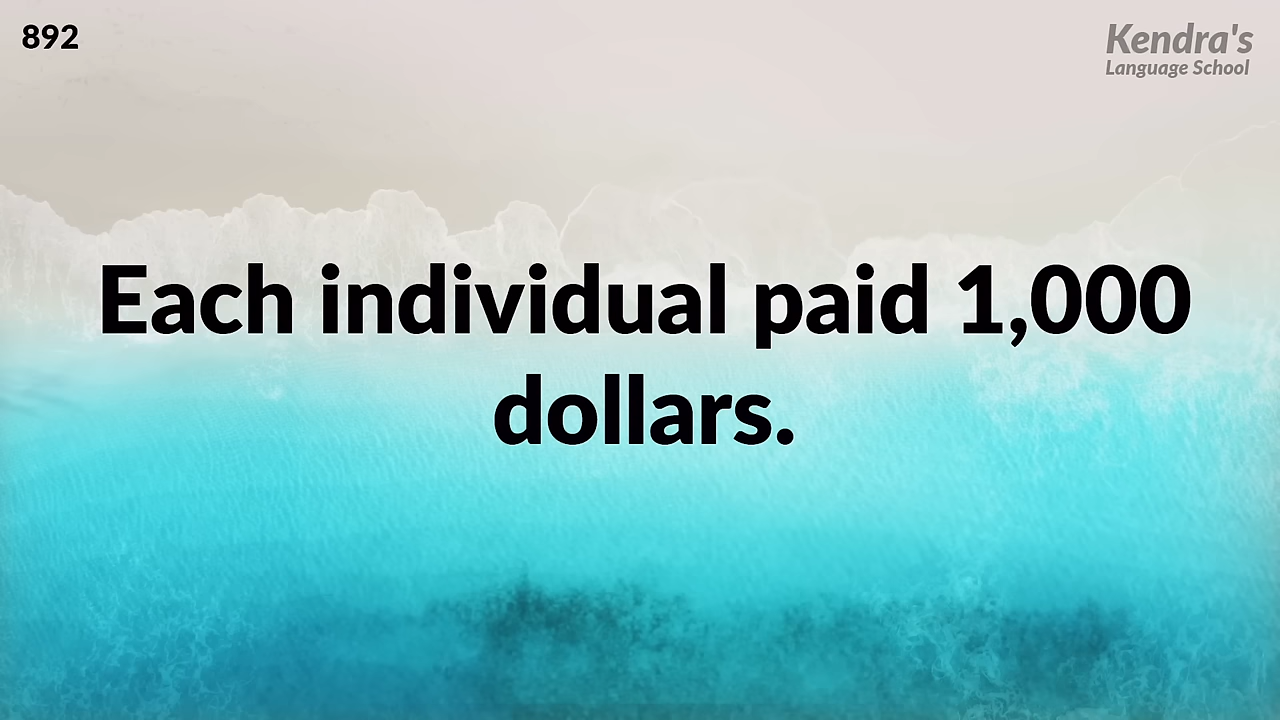 892
Kendra's
Language School
Each individual paid 1,000
dollars.